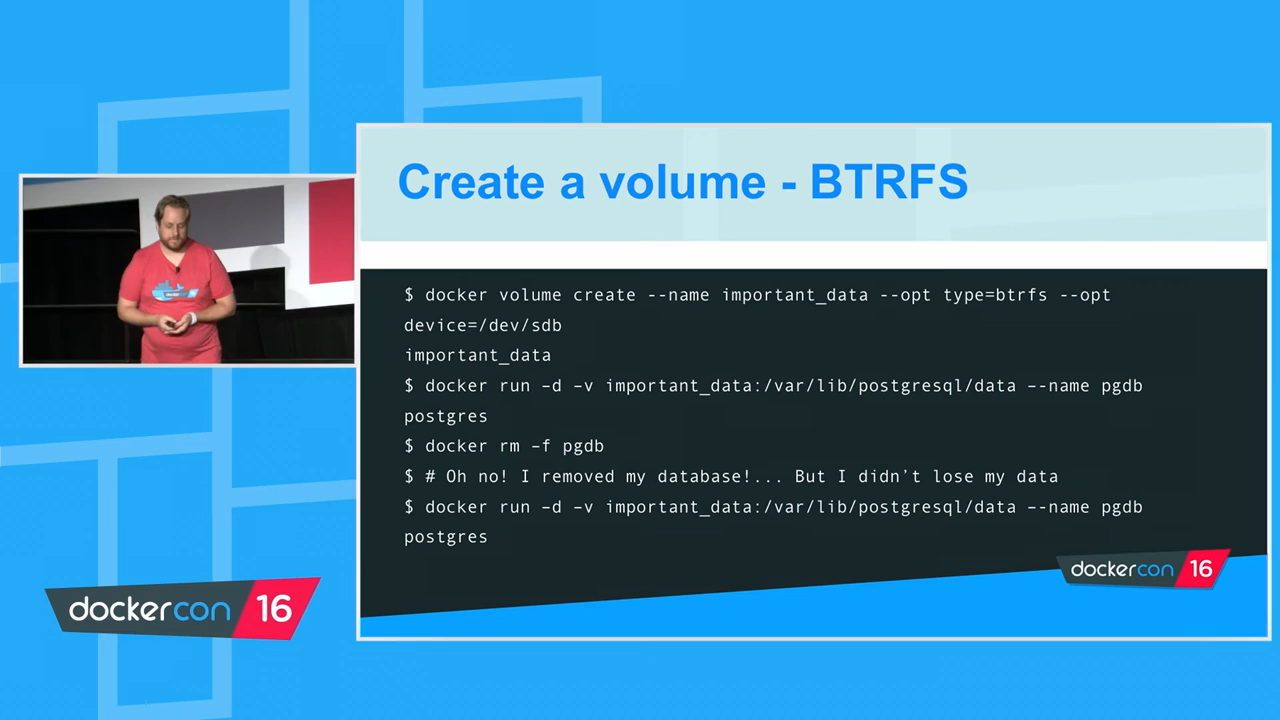 Create a volume - BTRFS
$ docker volume create --name important_data --opt type=btrfs --opt
device=/dev/sdb
important_data
$ docker run –d –v important_data:/var/lib/postgresql/data ––name pgdb
postgres
$ docker rm –f pgdb
$ # Oh no! I removed my database!... But I didn’t lose my data
$ docker run –d –v important_data:/var/lib/postgresql/data ––name pgdb
postgres
dockercon 16
dockercon 16